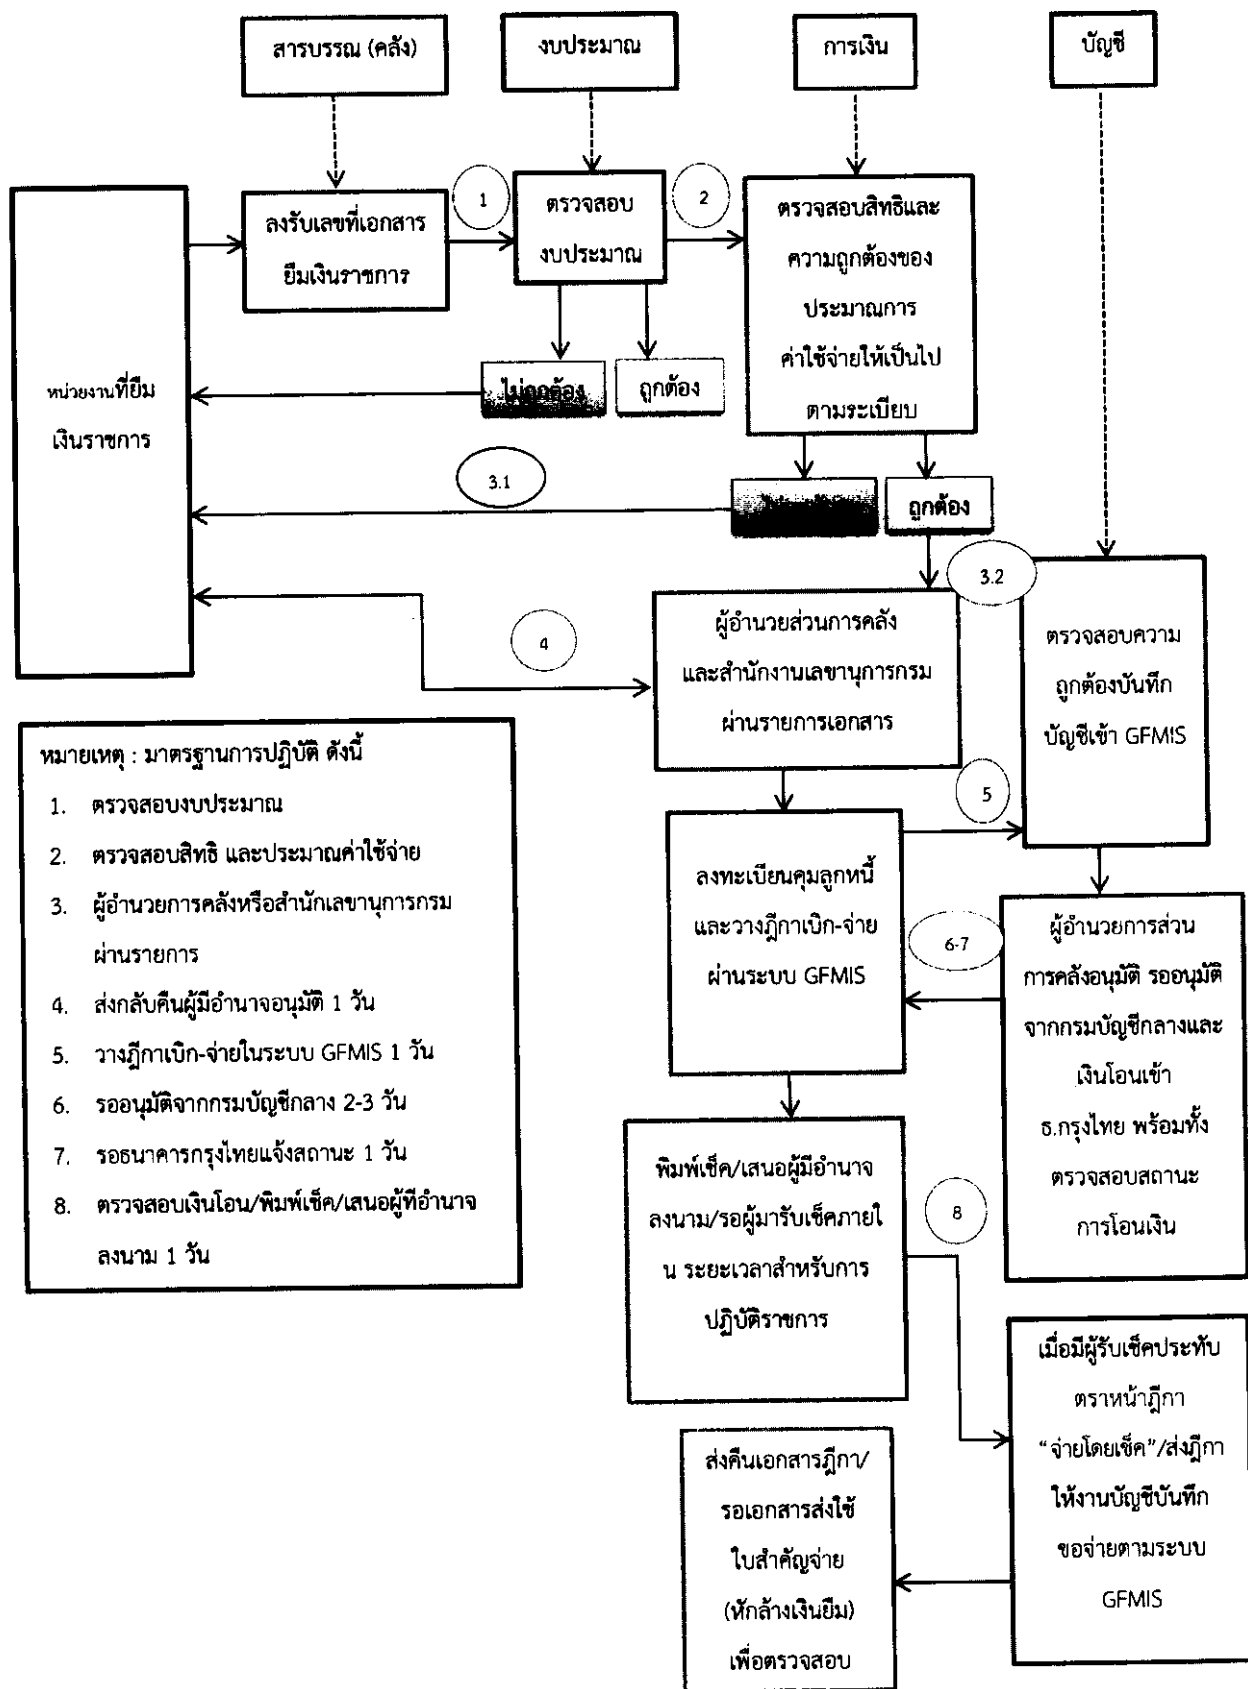 สารบรรณ (คลัง)
งบประมาณ
การเงิน
บัญชี
หน่วยงานที่ยืม
เงินราชการ
ลงรับเลขที่เอกสาร
ยืมเงินราชการ
1
ตรวจสอบ
งบประมาณ
2
ตรวจสอบสิทธิและ
ความถูกต้องของ
ประมาณการ
ค่าใช้จ่ายให้เป็นไป
ตามระเบียบ
ไม่ถูกต้อง
ถูกต้อง
3.1
ถูกต้อง
3.2
4
ผู้อำนวยส่วนการคลัง
และสำนักงานเลขานุการกรม
ผ่านรายการเอกสาร
ตรวจสอบความ
ถูกต้องบันทึก
บัญชีเข้า GFMIS
5
ลงทะเบียนคุมลูกหนี้
และวางฎีกาเบิก-จ่าย
ผ่านระบบ GFMIS
6-7
ผู้อำนวยการส่วน
การคลังอนุมัติ รออนุมัติ
จากกรมบัญชีกลางและ
เงินโอนเข้า
ธ.กรุงไทย พร้อมทั้ง
ตรวจสอบสถานะ
การโอนเงิน
พิมพ์เช็ค/เสนอผู้มีอำนาจ
ลงนาม/รอผู้มารับเช็คภายใ
น ระยะเวลาสำหรับการ
ปฏิบัติราชการ
8
เมื่อมีผู้รับเช็คประทับ
ตราหน้าฎีกา
“จ่ายโดยเช็ค”/ส่งฎีกา
ให้งานบัญชีบันทึก
ขอจ่ายตามระบบ
GFMIS
ส่งคืนเอกสารฎีกา/
รอเอกสารส่งใช้
ใบสำคัญจ่าย
(หักล้างเงินยืม)
เพื่อตรวจสอบ
หมายเหตุ : มาตรฐานการปฏิบัติ ดังนี้
1. ตรวจสอบงบประมาณ
2. ตรวจสอบสิทธิ และประมาณค่าใช้จ่าย
3. ผู้อำนวยการคลังหรือสำนักเลขานุการกรม
ผ่านรายการ
4. ส่งกลับคืนผู้มีอำนาจอนุมัติ 1 วัน
5. วางฎีกาเบิก-จ่ายในระบบ GFMIS 1 วัน
6. รออนุมัติจากกรมบัญชีกลาง 2-3 วัน
7. รอธนาคารกรุงไทยแจ้งสถานะ 1 วัน
8. ตรวจสอบเงินโอน/พิมพ์เช็ค/เสนอผู้ที่อำนาจ
ลงนาม 1 วัน